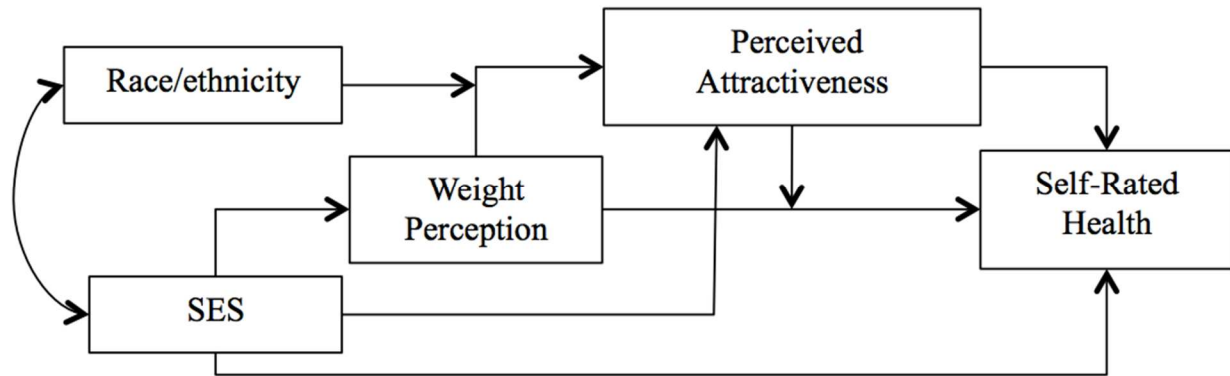 Race/ethnicity
Perceived
Attractiveness
Weight
Perception
Self-Rated
Health
SES